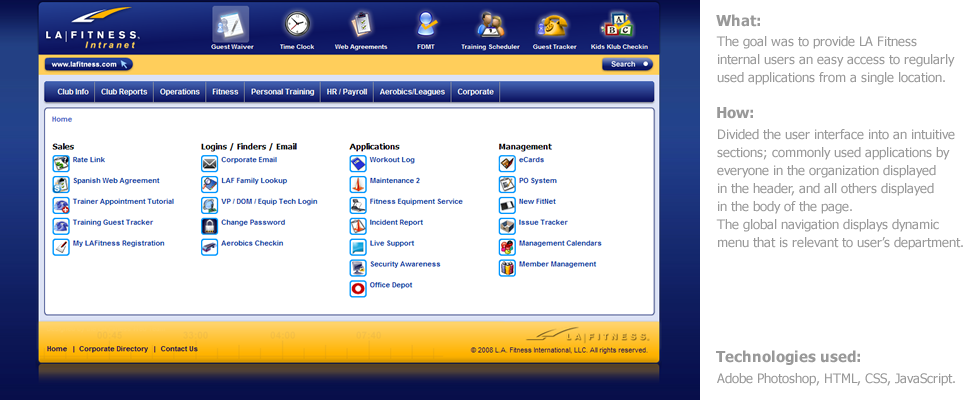 LA|FITNESS.
Intranet
Guest Waiver
Time Clock
Web Agreements
FDMT
Training Scheduler
Guest Tracker
Kids Klub Checkin
www.lafitness.com
Search
Club Info
Club Reports
Operations
Fitness
Personal Training
HR / Payroll
Aerobics/Leagues
Corporate
Home
Sales
Rate Link
Spanish Web Agreement
Trainer Appointment Tutorial
Training Guest Tracker
My LAFitness Registration
Logins / Finders / Email
Corporate Email
LAF Family Lookup
VP / DOM / Equip Tech Login
Change Password
Aerobics Checkin
Applications
Workout Log
Maintenance 2
Fitness Equipment Service
Incident Report
Live Support
Security Awareness
Office Depot
Management
eCards
PO System
New FitNet
Issue Tracker
Management Calendars
Member Management
LA|FITNESS.
Home | Corporate Directory | Contact Us
© 2008 L.A. Fitness International, LLC. All rights reserved.
What:
The goal was to provide LA Fitness
internal users an easy access to regularly
used applications from a single location.
How:
Divided the user interface into an intuitive
sections; commonly used applications by
everyone in the organization displayed
in the header, and all others displayed
in the body of the page.
The global navigation displays dynamic
menu that is relevant to user's department.
Technologies used:
Adobe Photoshop, HTML, CSS, JavaScript.